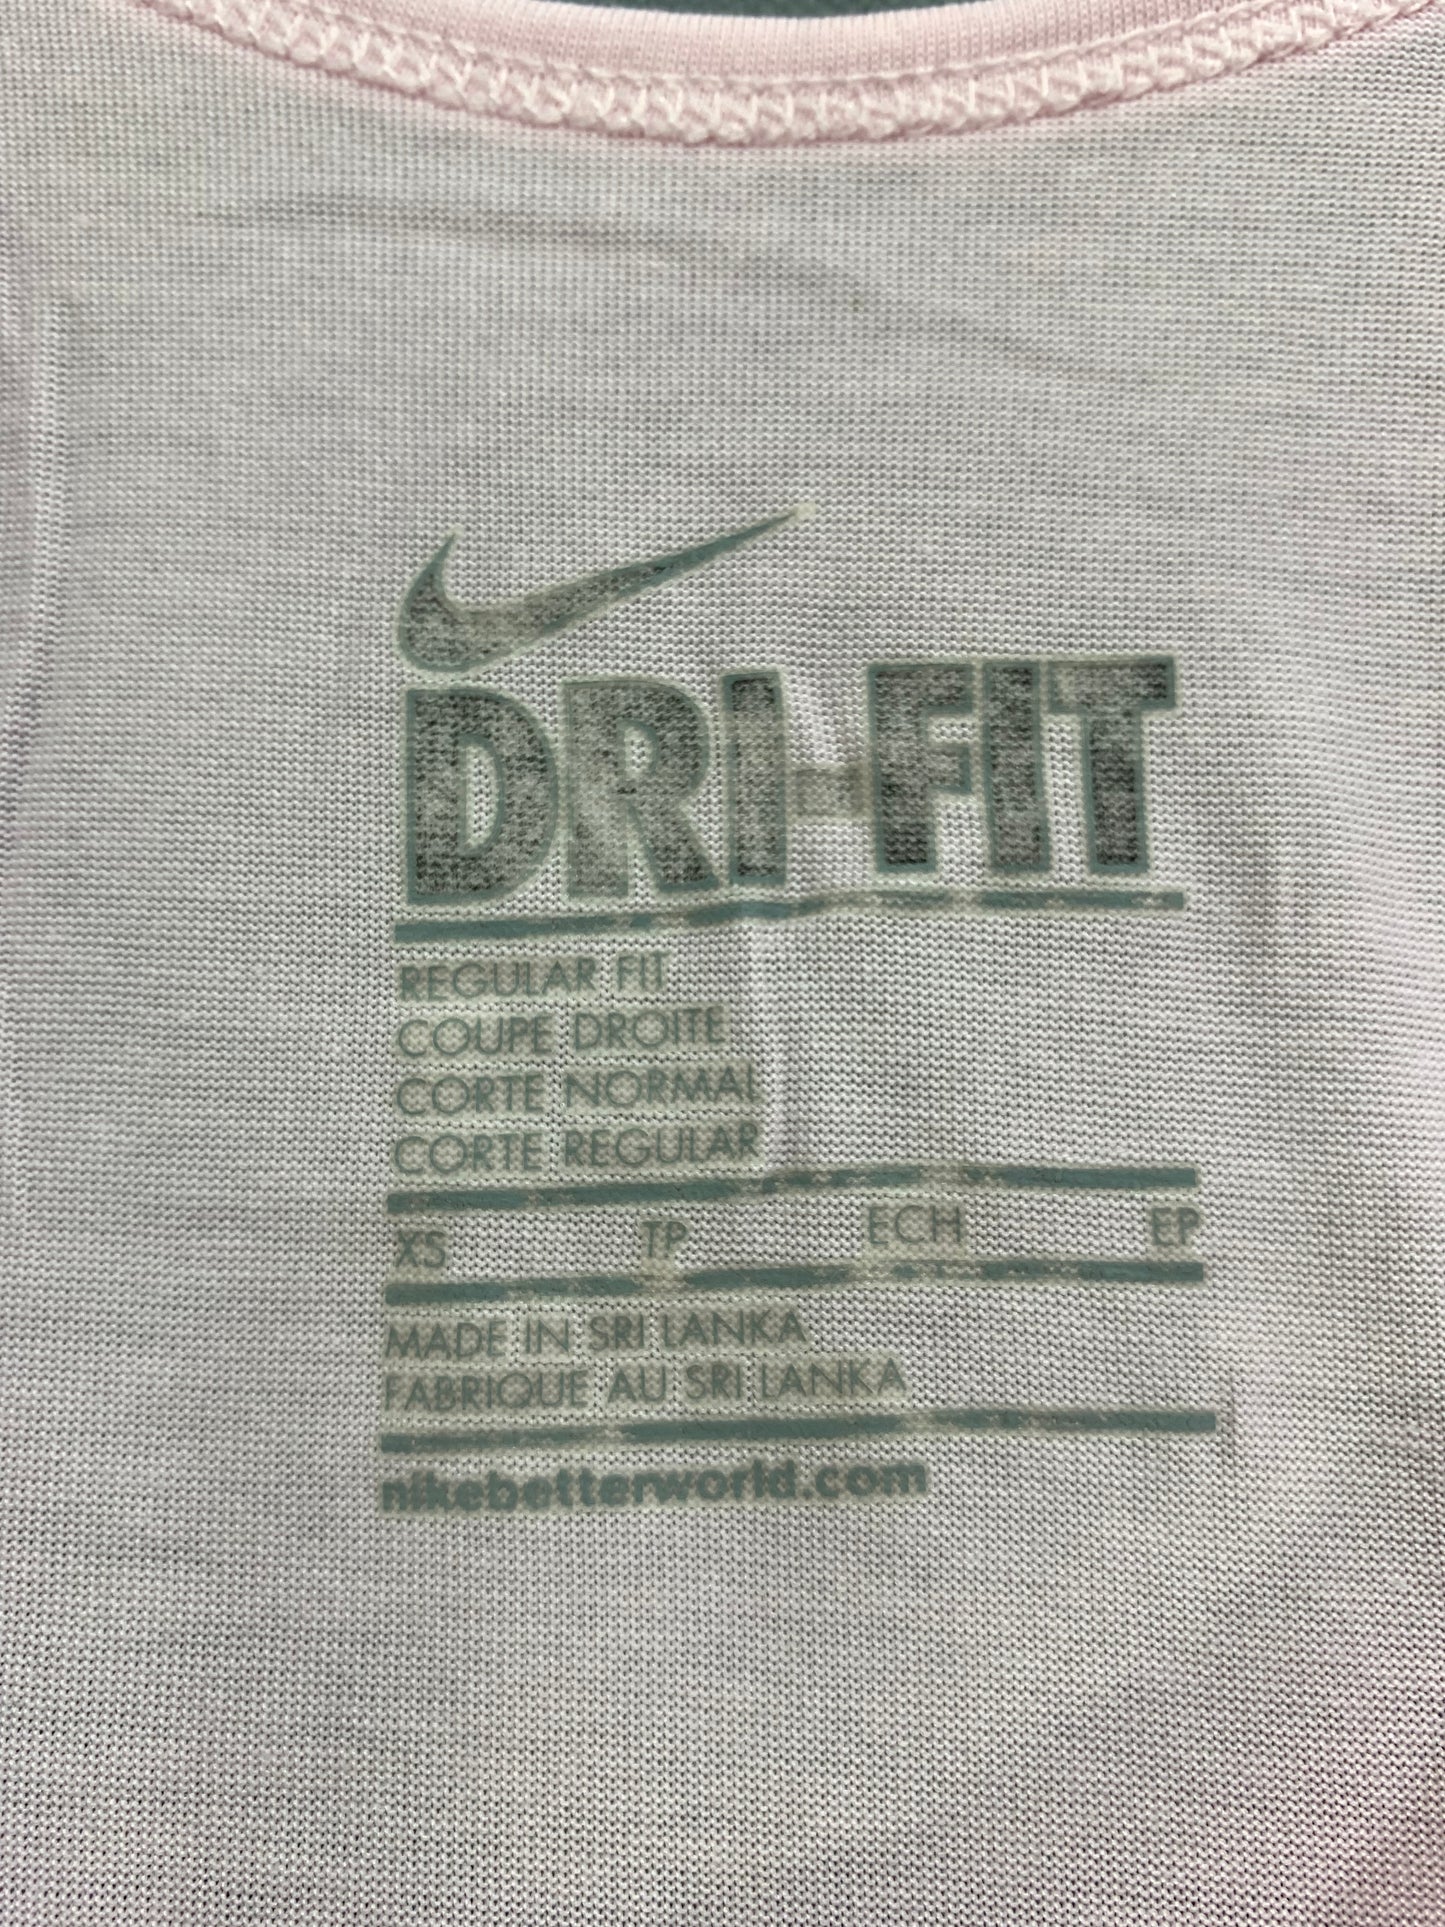 DRI-FIT
REGULAR FIT
COUPE DROITE
CORTE NORMAL
CORTE REGULAR
XS TP ECH EP
MADE IN SRI LANKA
FABRIQUE AU SRI LANKA
nikebetterworld.com